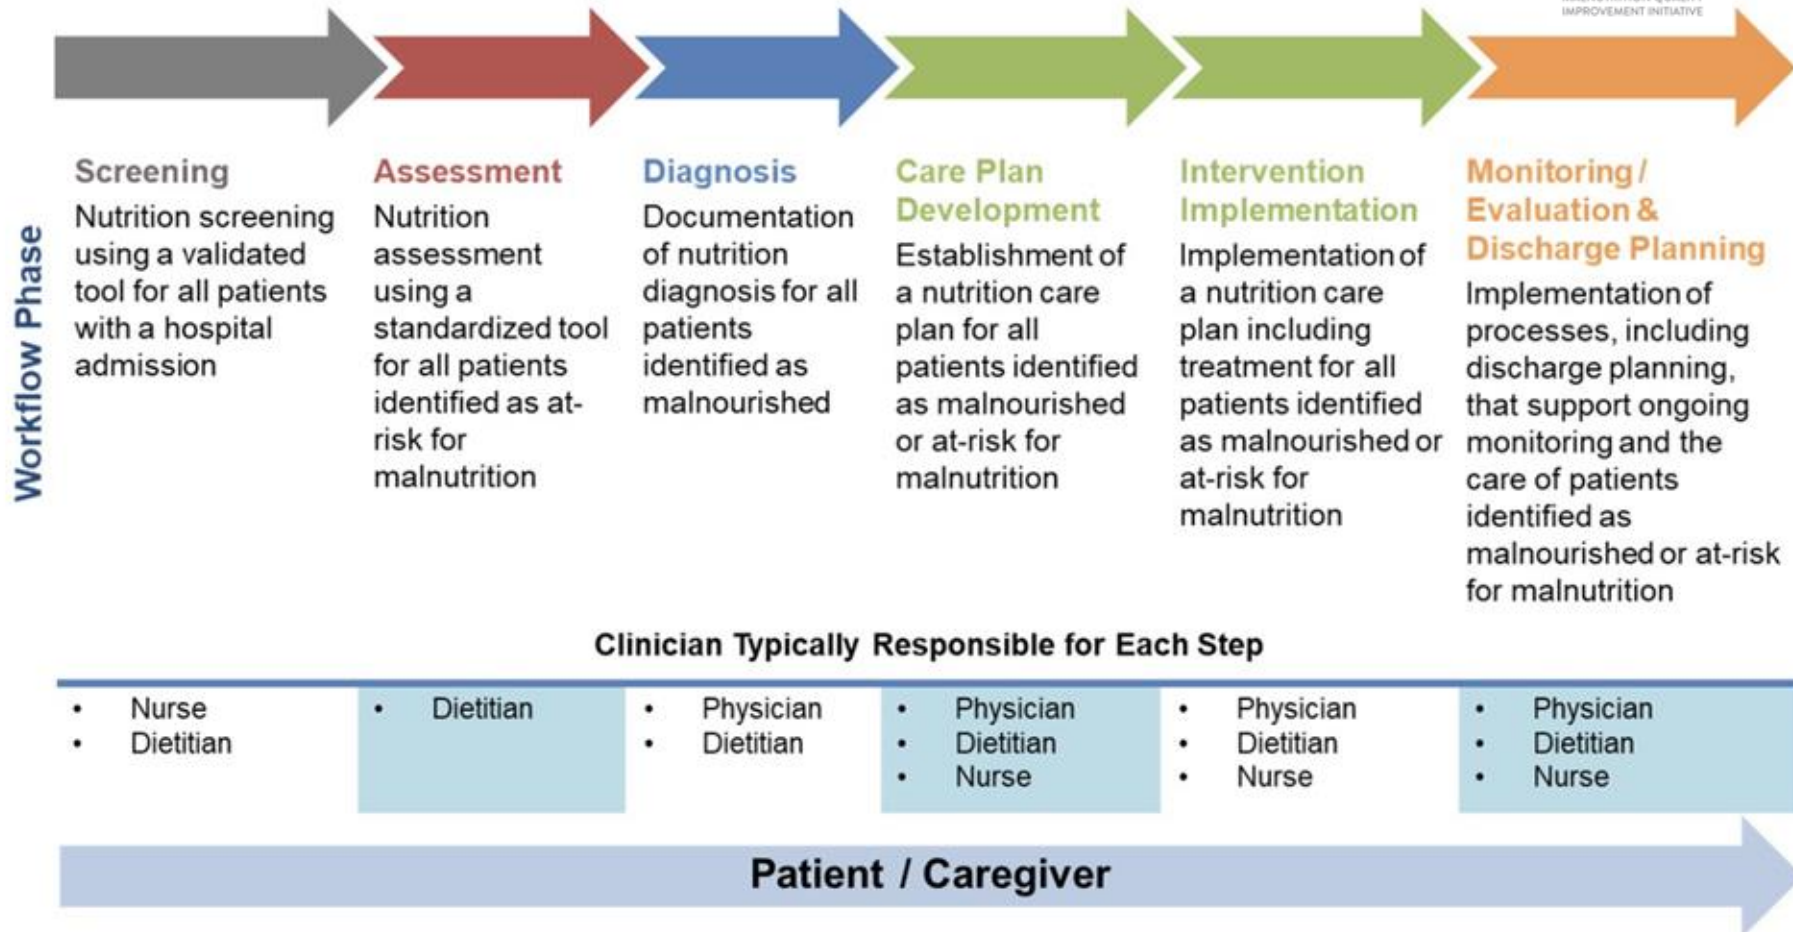 IMPROVEMENT INITIATIVE
Workflow Phase
Screening
Nutrition screening
using a validated
tool for all patients
with a hospital
admission
Assessment
Nutrition
assessment
using a
standardized tool
for all patients
identified as at-
risk for
malnutrition
Diagnosis
Documentation
of nutrition
diagnosis for all
patients
identified as
malnourished
Care Plan
Development
Establishment of
a nutrition care
plan for all
patients identified
as malnourished
or at-risk for
malnutrition
Intervention
Implementation
Implementation of
a nutrition care
plan including
treatment for all
patients identified
as malnourished or
at-risk for
malnutrition
Monitoring /
Evaluation &
Discharge Planning
Implementation of
processes, including
discharge planning,
that support ongoing
monitoring and the
care of patients
identified as
malnourished or at-risk
for malnutrition
Clinician Typically Responsible for Each Step
• Nurse
• Dietitian
• Dietitian
• Physician
• Dietitian
• Physician
• Dietitian
• Nurse
• Physician
• Dietitian
• Nurse
• Physician
• Dietitian
• Nurse
Patient / Caregiver